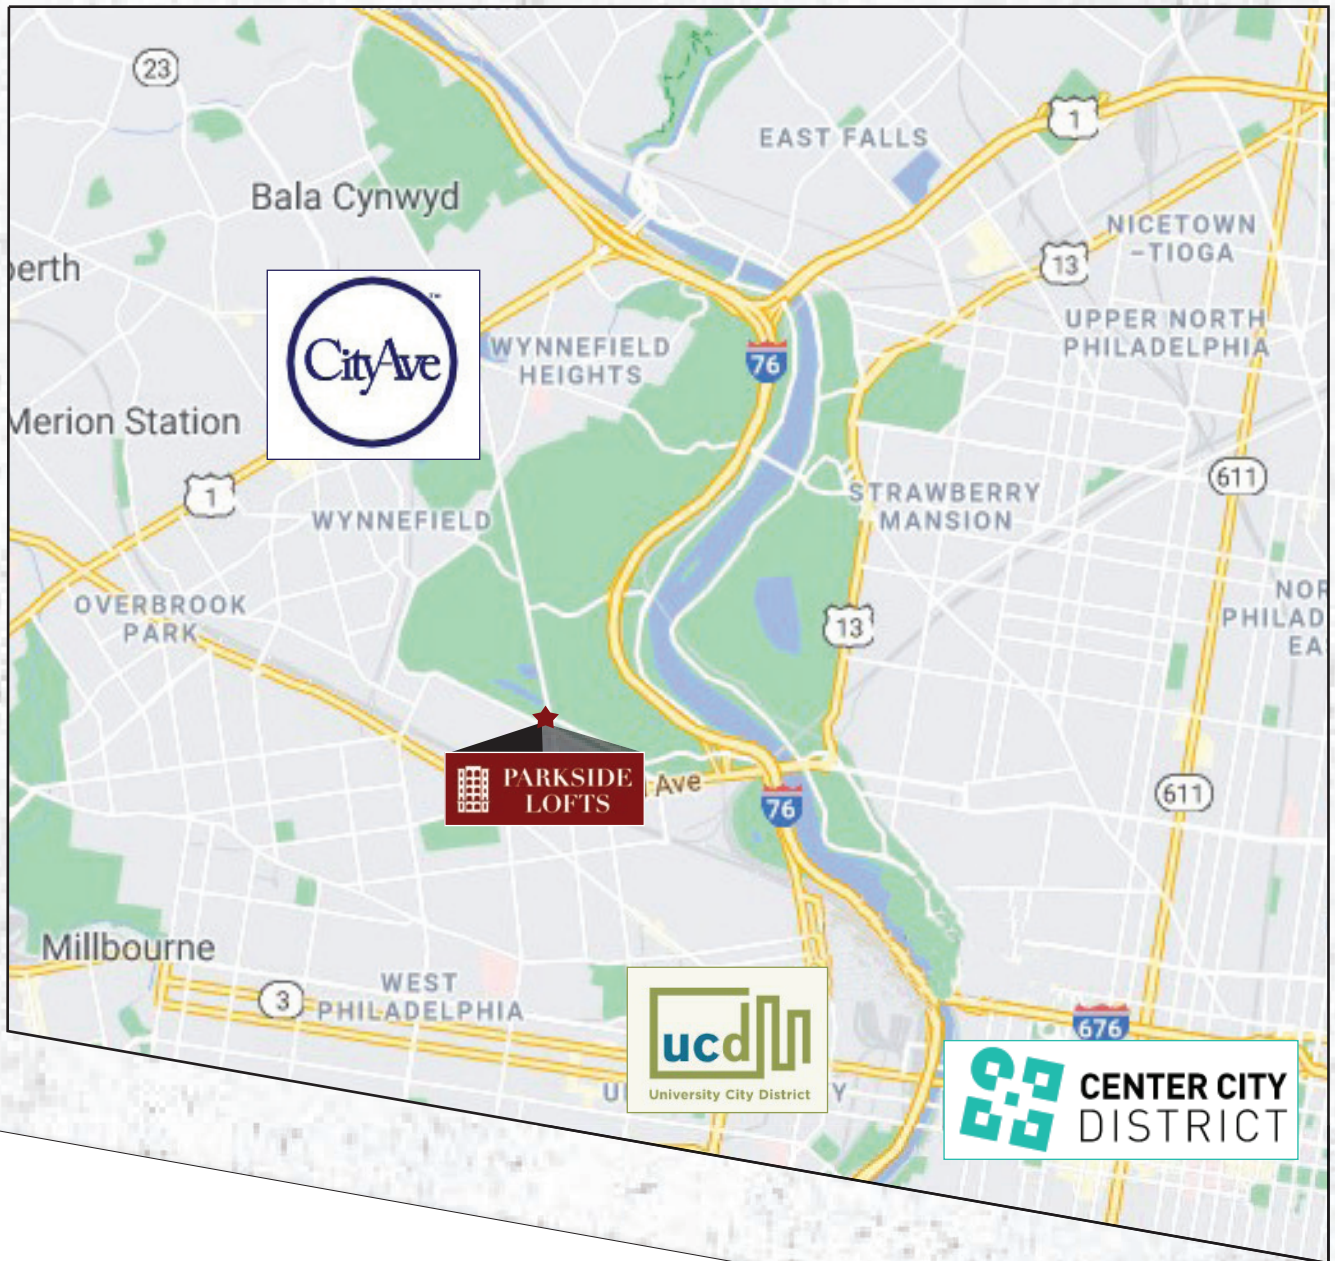 23
EAST FALLS
1
Bala Cynwyd
NICETOWN
-TIOGA
13
erth
CityAve
TM
UPPER NORTH
PHILADELPHIA
WYNNEFIELD
HEIGHTS
76
Merion Station
611
1
STRAWBERRY
MANSION
WYNNEFIELD
OVERBROOK
PARK
NOR
PHILAD
EA
13
PARKSIDE
LOFTS
Ave
76
611
Millbourne
WEST
PHILADELPHIA
3
676
ucd
University City District
U
Y
CENTER CITY
DISTRICT